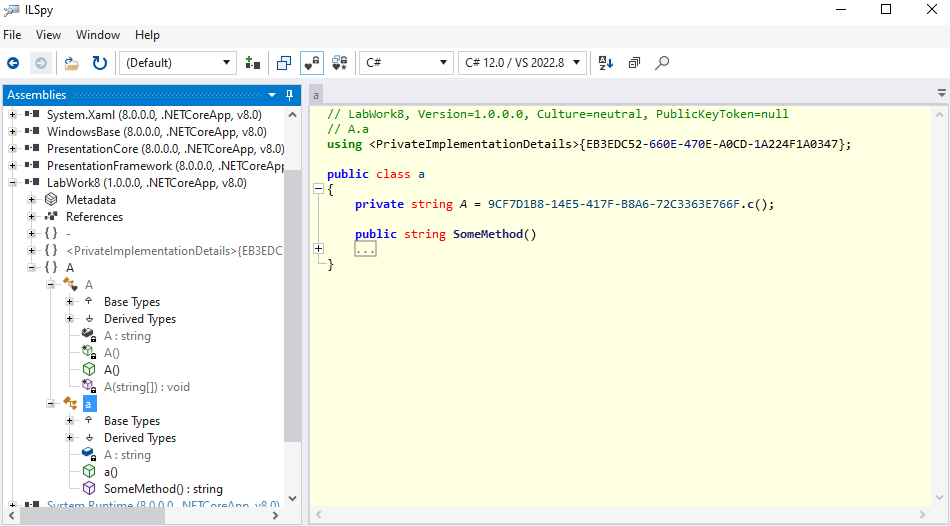 ILSpy
File View Window Help
(Default) C# C# 12.0 / VS 2022.8
Assemblies
System.Xaml (8.0.0.0, .NETCoreApp, v8.0)
WindowsBase (8.0.0.0, .NETCoreApp, v8.0)
PresentationCore (8.0.0.0, .NETCoreApp, v8.0)
PresentationFramework (8.0.0.0, .NETCoreApp
LabWork8 (1.0.0.0, .NETCoreApp, v8.0)
Metadata
References
{ } -
{ } <PrivateImplementationDetails>{EB3EDC
{ } A
A
Base Types
Derived Types
A : string
A()
A()
A(string[]) : void
a
Base Types
Derived Types
A : string
a()
SomeMethod() : string
System.Runtime (8.0.0.0, .NETCoreApp, v8.0)
a
// LabWork8, Version=1.0.0.0, Culture=neutral, PublicKeyToken=null
// A.a
using <PrivateImplementationDetails>{EB3EDC52-660E-470E-A0CD-1A224F1A0347};
public class a
{
private string A = 9CF7D1B8-14E5-417F-B8A6-72C3363E766F.c();
public string SomeMethod()
...
}